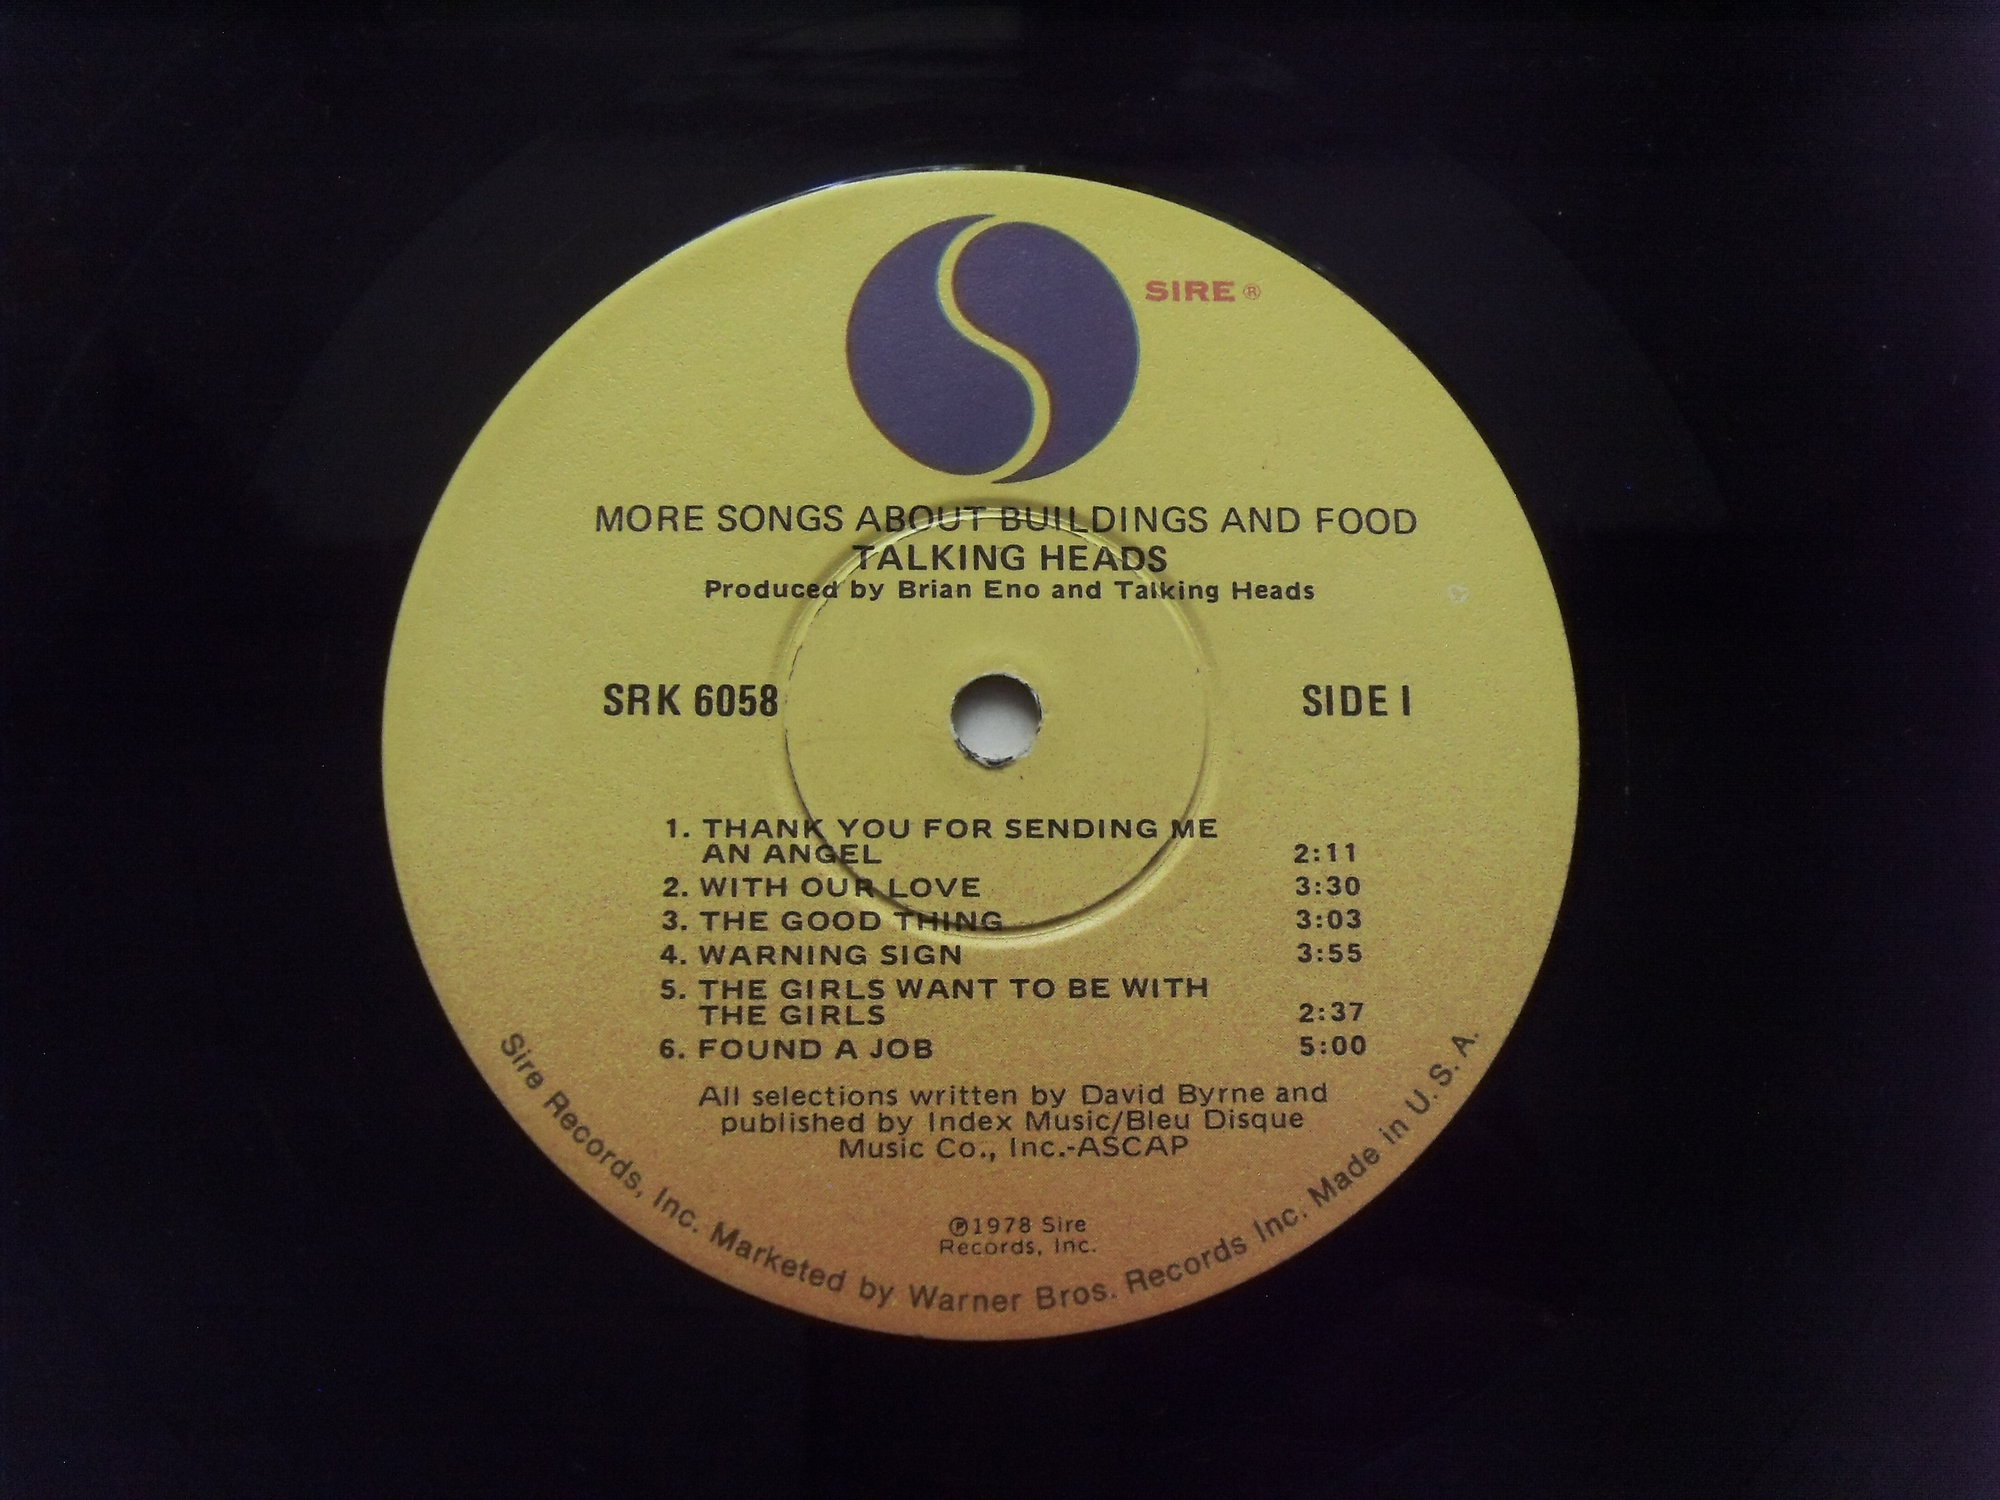 SIRE ®
MORE SONGS ABOUT BUILDINGS AND FOOD
TALKING HEADS
Produced by Brian Eno and Talking Heads
SRK 6058
SIDE I
1. THANK YOU FOR SENDING ME
AN ANGEL 2:11
2. WITH OUR LOVE 3:30
3. THE GOOD THING 3:03
4. WARNING SIGN 3:55
5. THE GIRLS WANT TO BE WITH
THE GIRLS 2:37
6. FOUND A JOB 5:00
All selections written by David Byrne and
published by Index Music/Bleu Disque
Music Co., Inc.-ASCAP
℗1978 Sire
Records, Inc.
Sire Records, Inc. Marketed by Warner Bros. Records Inc. Made in U.S.A.